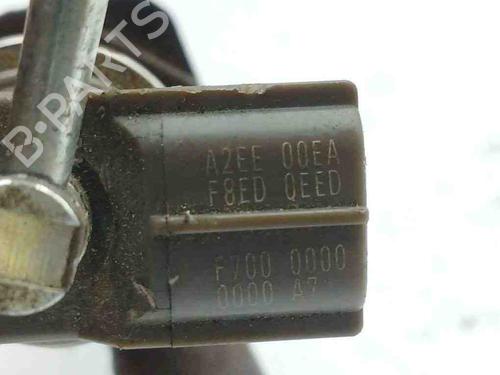 B-PARTS
A2EE 00EA
F8ED 0EED
F700 0000
0000 A7